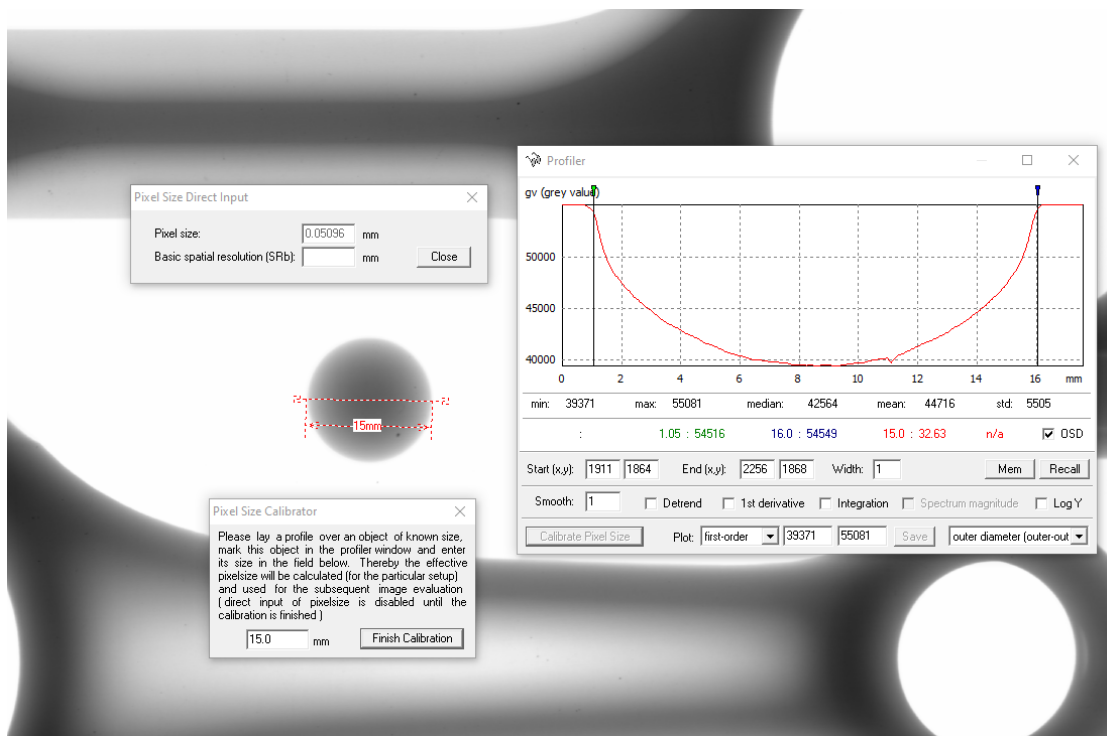 Profiler
gv (grey value)
50000
45000
40000
0 2 4 6 8 10 12 14 16 mm
min: 39371 max: 55081 median: 42564 mean: 44716 std: 5505
: 1.05 : 54516 16.0 : 54549 15.0 : 32.63 n/a OSD
Start (x,y): 1911 1864 End (x,y): 2256 1868 Width: 1 Mem Recall
Smooth: 1 Detrend 1st derivative Integration Spectrum magnitude Log Y
Calibrate Pixel Size Plot: first-order 39371 55081 Save outer diameter (outer-out
Pixel Size Direct Input
Pixel size: 0.05096 mm
Basic spatial resolution (SRb): mm Close
15mm
Pixel Size Calibrator
Please lay a profile over an object of known size,
mark this object in the profiler window and enter
its size in the field below. Thereby the effective
pixelsize will be calculated (for the particular setup)
and used for the subsequent image evaluation
( direct input of pixelsize is disabled until the
calibration is finished )
15.0 mm Finish Calibration